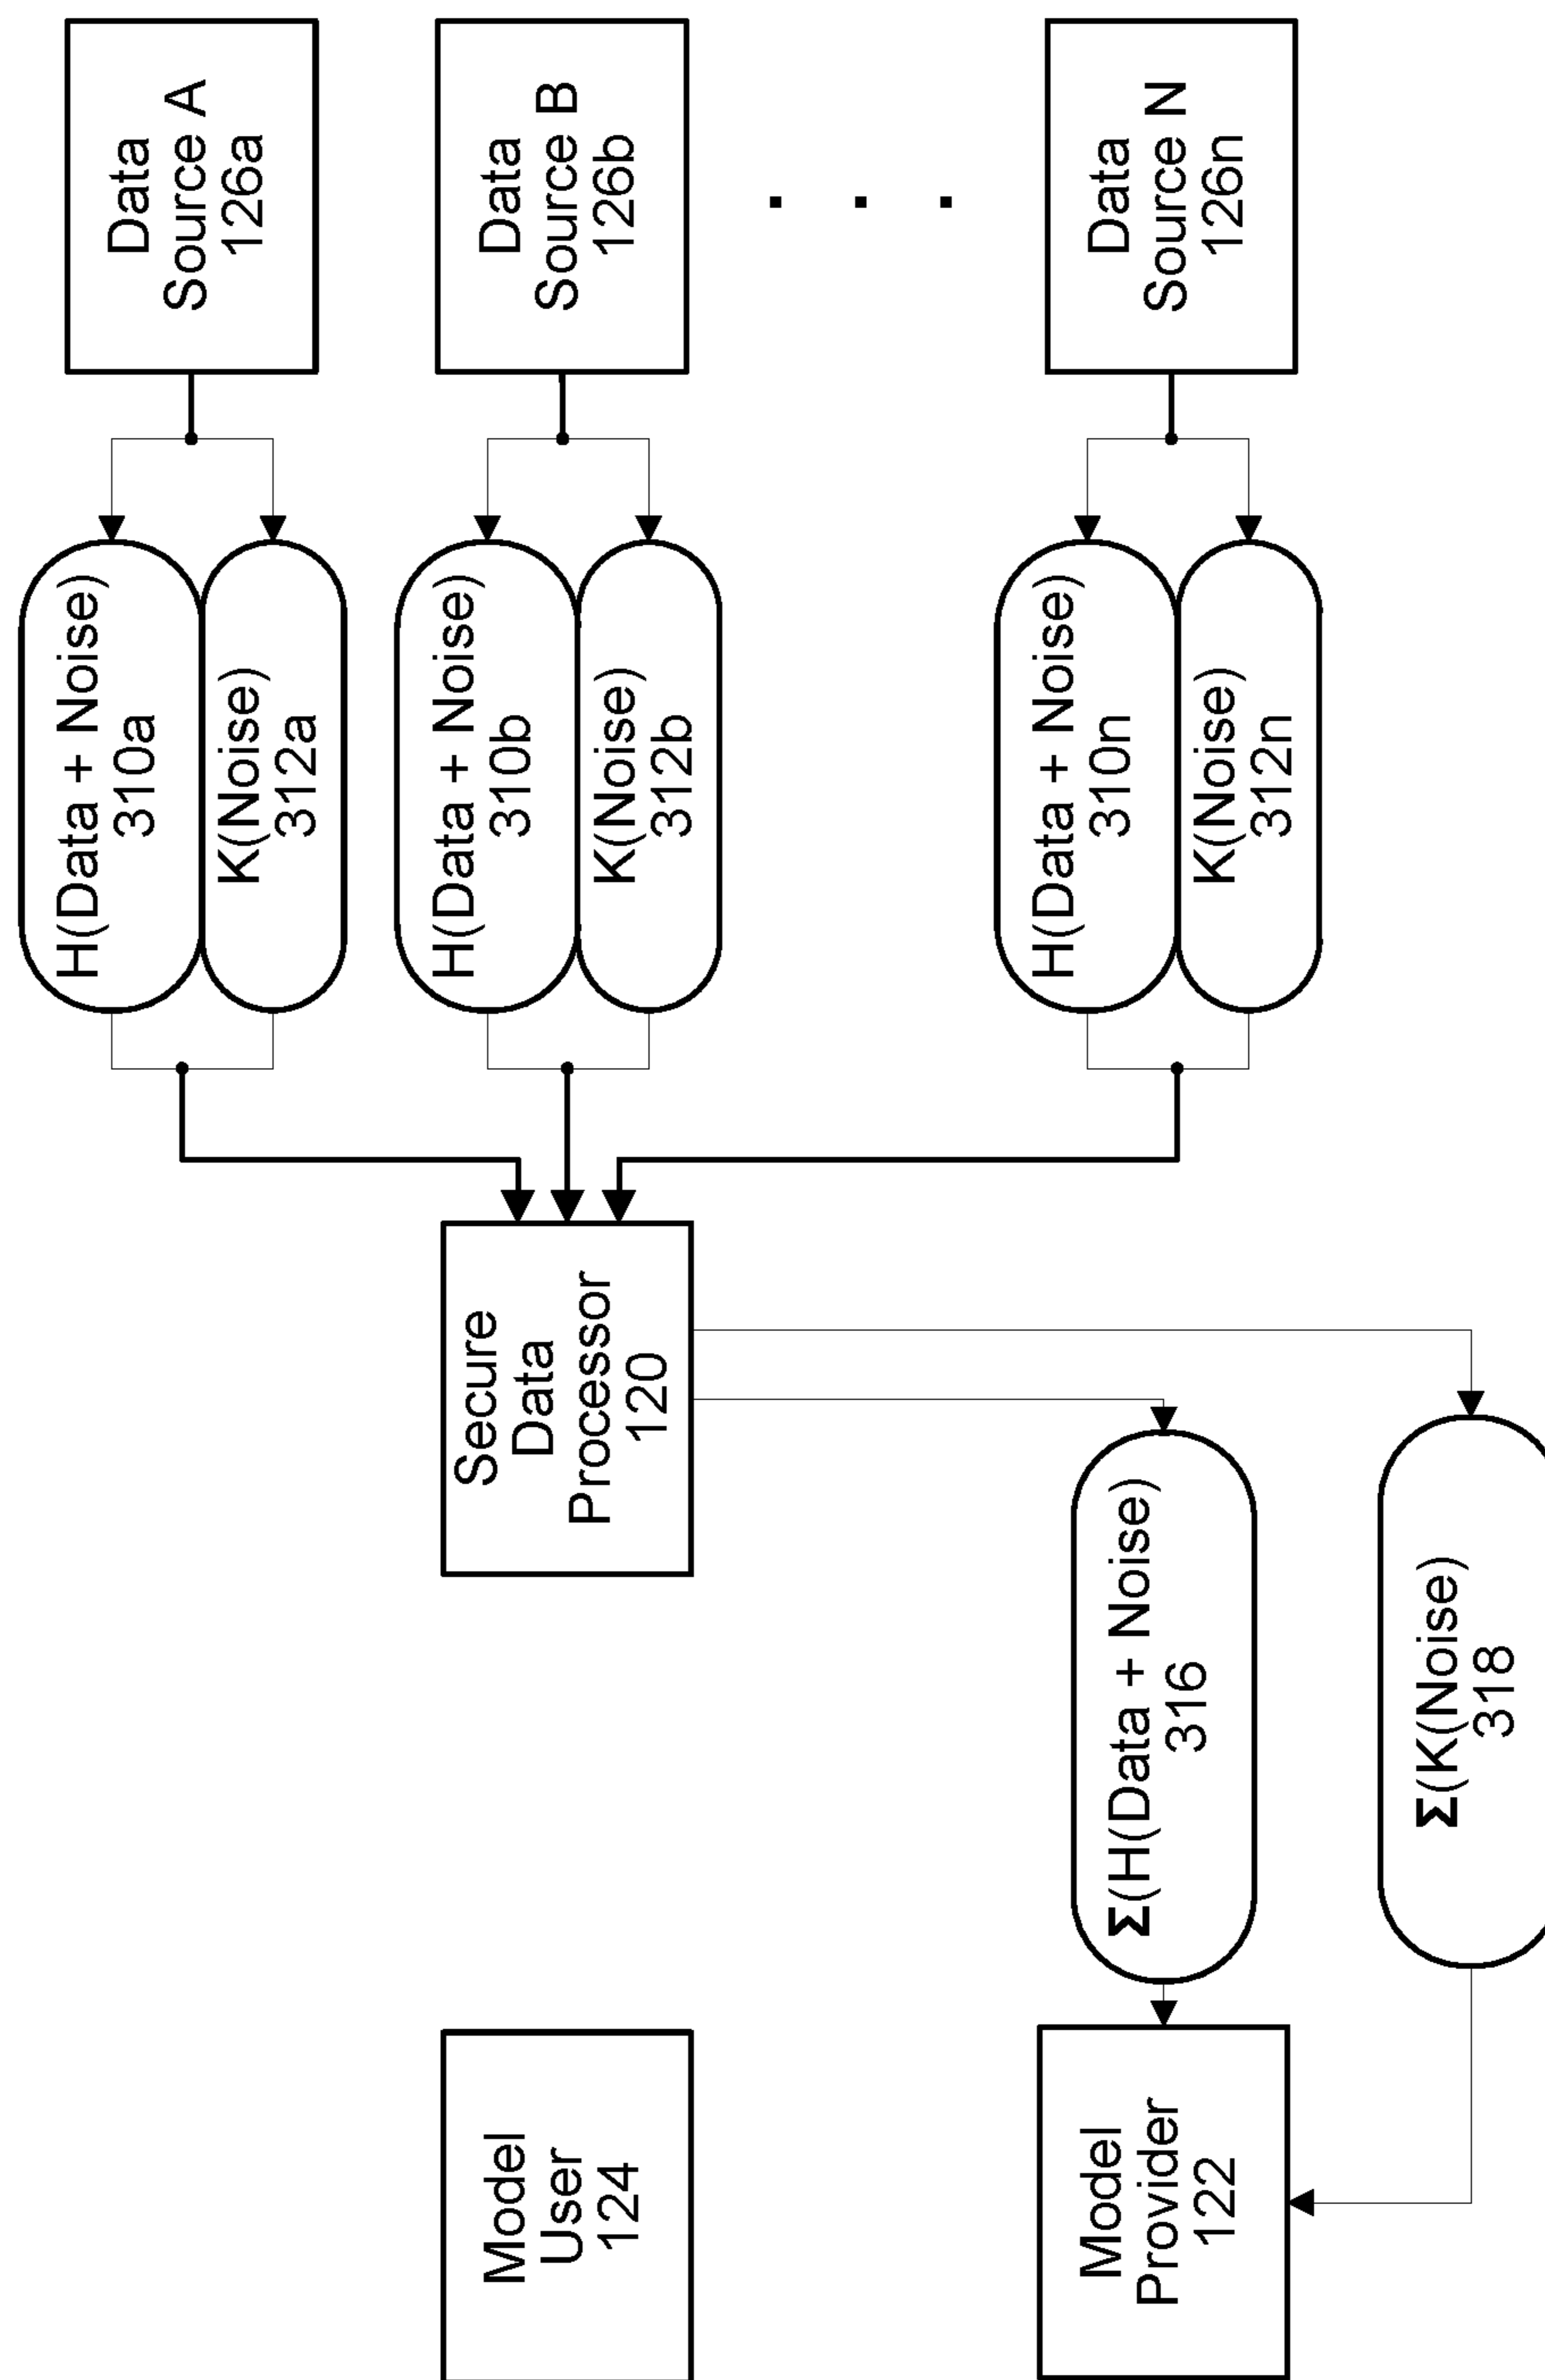 Data
Source A
126a
Data
Source B
126b
. . .
Data
Source N
126n
H(Data + Noise)
310a
K(Noise)
312a
H(Data + Noise)
310b
K(Noise)
312b
H(Data + Noise)
310n
K(Noise)
312n
Secure
Data
Processor
120
Σ(H(Data + Noise)
316
Σ(K(Noise)
318
Model
User
124
Model
Provider
122